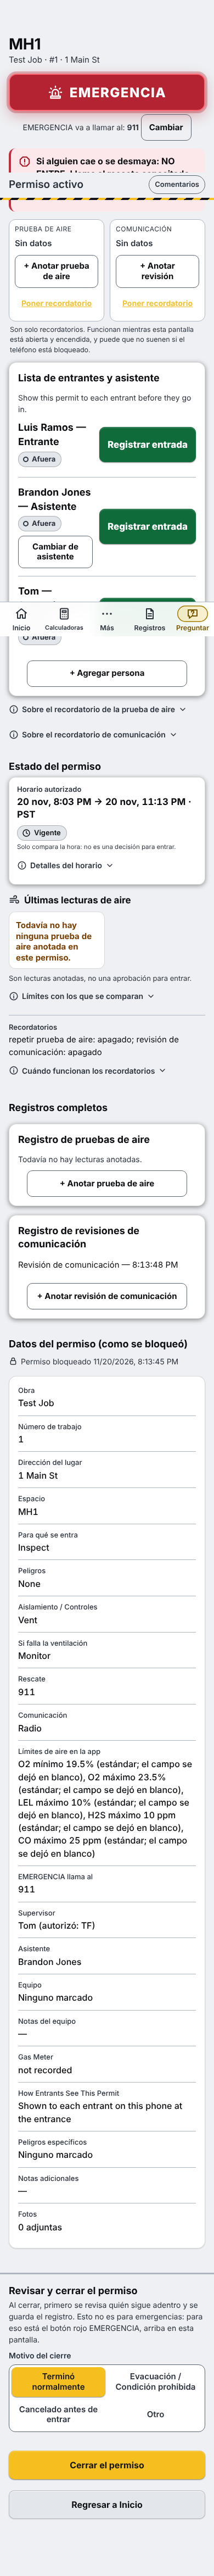 MH1
Test Job · #1 · 1 Main St
EMERGENCIA
EMERGENCIA va a llamar al: 911
Cambiar
Si alguien cae o se desmaya: NO
Permiso activo
Comentarios
PRUEBA DE AIRE
Sin datos
+ Anotar prueba
de aire
Poner recordatorio
COMUNICACIÓN
Sin datos
+ Anotar
revisión
Poner recordatorio
Son solo recordatorios. Funcionan mientras esta pantalla
está abierta y encendida, y puede que no suenen si el
teléfono está bloqueado.
Lista de entrantes y asistente
Show this permit to each entrant before they go
in.
Luis Ramos —
Entrante
Afuera
Registrar entrada
Brandon Jones
— Asistente
Afuera
Registrar entrada
Cambiar de
asistente
Tom —
Inicio
Calculadoras
Más
Registros
Preguntar
Afuera
+ Agregar persona
Sobre el recordatorio de la prueba de aire
Sobre el recordatorio de comunicación
Estado del permiso
Horario autorizado
20 nov, 8:03 PM → 20 nov, 11:13 PM ·
PST
Vigente
Solo compara la hora: no es una decisión para entrar.
Detalles del horario
Últimas lecturas de aire
Todavía no hay
ninguna prueba de
aire anotada en
este permiso.
Son lecturas anotadas, no una aprobación para entrar.
Límites con los que se comparan
Recordatorios
repetir prueba de aire: apagado; revisión de
comunicación: apagado
Cuándo funcionan los recordatorios
Registros completos
Registro de pruebas de aire
Todavía no hay lecturas anotadas.
+ Anotar prueba de aire
Registro de revisiones de
comunicación
Revisión de comunicación — 8:13:48 PM
+ Anotar revisión de comunicación
Datos del permiso (como se bloqueó)
Permiso bloqueado 11/20/2026, 8:13:45 PM
Obra
Test Job
Número de trabajo
1
Dirección del lugar
1 Main St
Espacio
MH1
Para qué se entra
Inspect
Peligros
None
Aislamiento / Controles
Vent
Si falla la ventilación
Monitor
Rescate
911
Comunicación
Radio
Límites de aire en la app
O2 mínimo 19.5% (estándar; el campo se
dejó en blanco), O2 máximo 23.5%
(estándar; el campo se dejó en blanco),
LEL máximo 10% (estándar; el campo se
dejó en blanco), H2S máximo 10 ppm
(estándar; el campo se dejó en blanco),
CO máximo 25 ppm (estándar; el campo
se dejó en blanco)
EMERGENCIA llama al
911
Supervisor
Tom (autorizó: TF)
Asistente
Brandon Jones
Equipo
Ninguno marcado
Notas del equipo
—
Gas Meter
not recorded
How Entrants See This Permit
Shown to each entrant on this phone at
the entrance
Peligros específicos
Ninguno marcado
Notas adicionales
—
Fotos
0 adjuntas
Revisar y cerrar el permiso
Al cerrar, primero se revisa quién sigue adentro y se
guarda el registro. Esto no es para emergencias: para
eso está el botón rojo EMERGENCIA, arriba en esta
pantalla.
Motivo del cierre
Terminó
normalmente
Evacuación /
Condición prohibida
Cancelado antes de
entrar
Otro
Cerrar el permiso
Regresar a Inicio